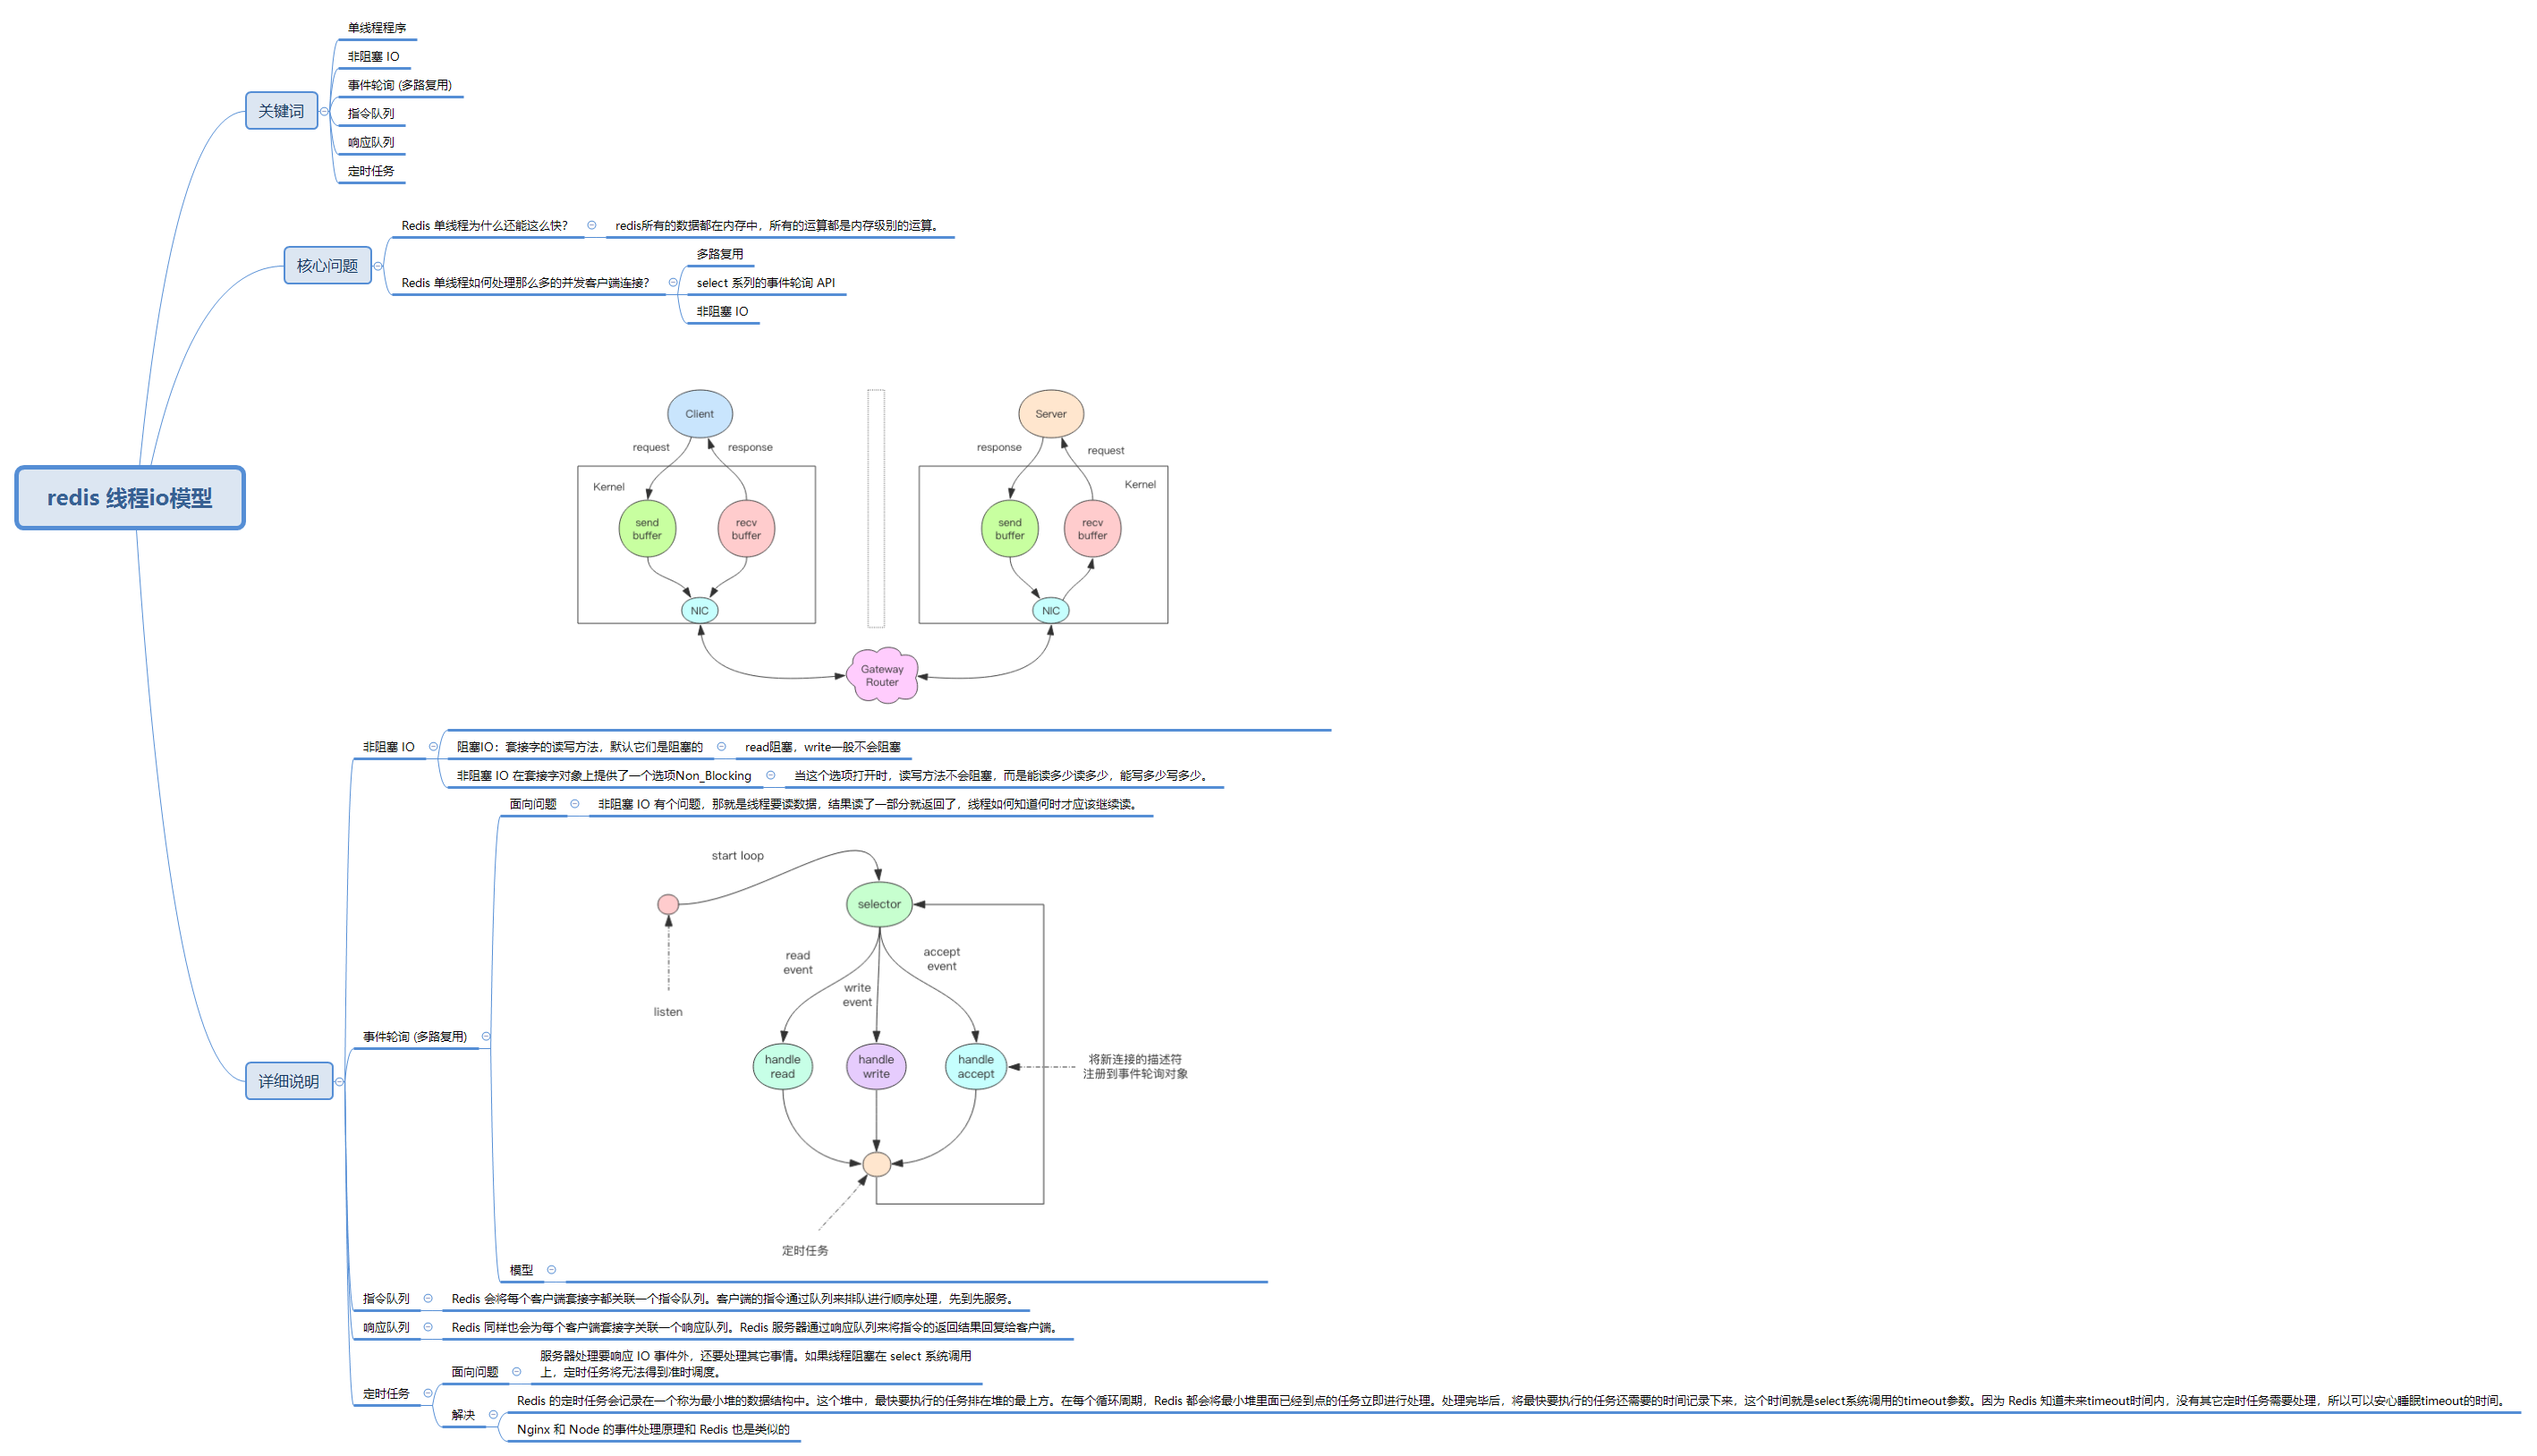 redis 线程io模型
关键词
单线程程序
非阻塞 IO
事件轮询 (多路复用)
指令队列
响应队列
定时任务
核心问题
Redis 单线程为什么还能这么快？
redis所有的数据都在内存中，所有的运算都是内存级别的运算。
Redis 单线程如何处理那么多的并发客户端连接？
多路复用
select 系列的事件轮询 API
非阻塞 IO
详细说明
非阻塞 IO
Client
request
response
Kernel
send
buffer
recv
buffer
NIC
Server
response
request
Kernel
send
buffer
recv
buffer
NIC
Gateway
Router
阻塞IO：套接字的读写方法，默认它们是阻塞的
read阻塞，write一般不会阻塞
非阻塞 IO 在套接字对象上提供了一个选项Non_Blocking
当这个选项打开时，读写方法不会阻塞，而是能读多少读多少，能写多少写多少。
事件轮询 (多路复用)
面向问题
非阻塞 IO 有个问题，那就是线程要读数据，结果读了一部分就返回了，线程如何知道何时才应该继续读。
模型
start loop
selector
listen
read
event
write
event
accept
event
handle
read
handle
write
handle
accept
将新连接的描述符
注册到事件轮询对象
定时任务
指令队列
Redis 会将每个客户端套接字都关联一个指令队列。客户端的指令通过队列来排队进行顺序处理，先到先服务。
响应队列
Redis 同样也会为每个客户端套接字关联一个响应队列。Redis 服务器通过响应队列来将指令的返回结果回复给客户端。
定时任务
面向问题
服务器处理要响应 IO 事件外，还要处理其它事情。如果线程阻塞在 select 系统调用
上，定时任务将无法得到准时调度。
解决
Redis 的定时任务会记录在一个称为最小堆的数据结构中。这个堆中，最快要执行的任务排在堆的最上方。在每个循环周期，Redis 都会将最小堆里面已经到点的任务立即进行处理。处理完毕后，将最快要执行的任务还需要的时间记录下来，这个时间就是select系统调用的timeout参数。因为 Redis 知道未来timeout时间内，没有其它定时任务需要处理，所以可以安心睡眠timeout的时间。
Nginx 和 Node 的事件处理原理和 Redis 也是类似的